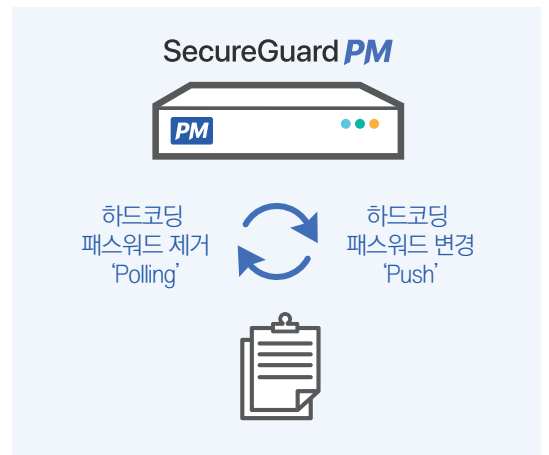 SecureGuard PM
PM
하드코딩
패스워드 제거
‘Polling’
하드코딩
패스워드 변경
‘Push’